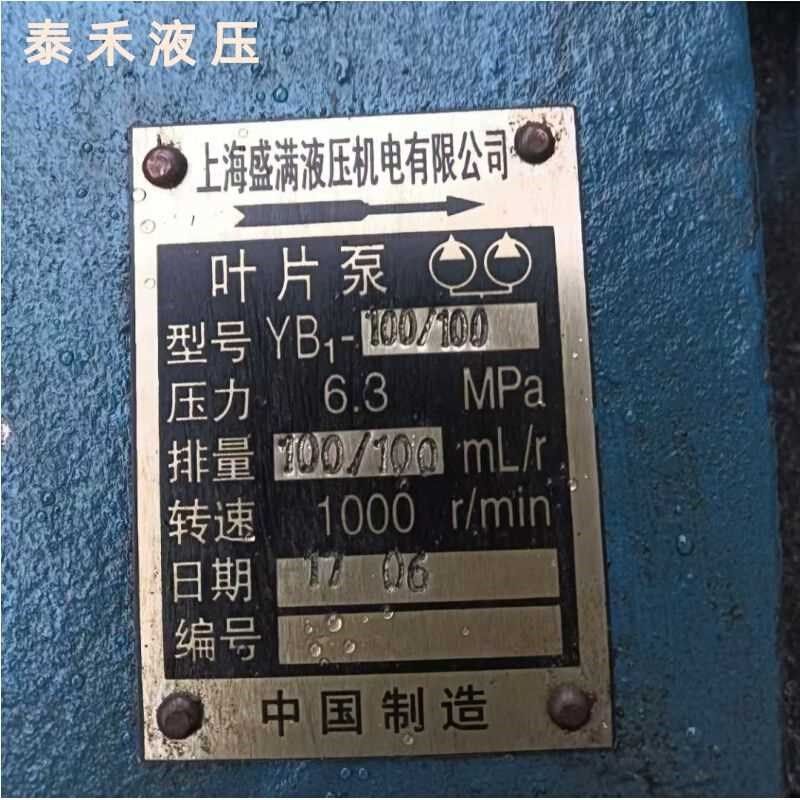 泰禾液压
上海盛满液压机电有限公司
叶片泵
型号 YB₁-100/100
压力 6.3 MPa
排量 100/100 mL/r
转速 1000 r/min
日期 17 06
编号
中国制造